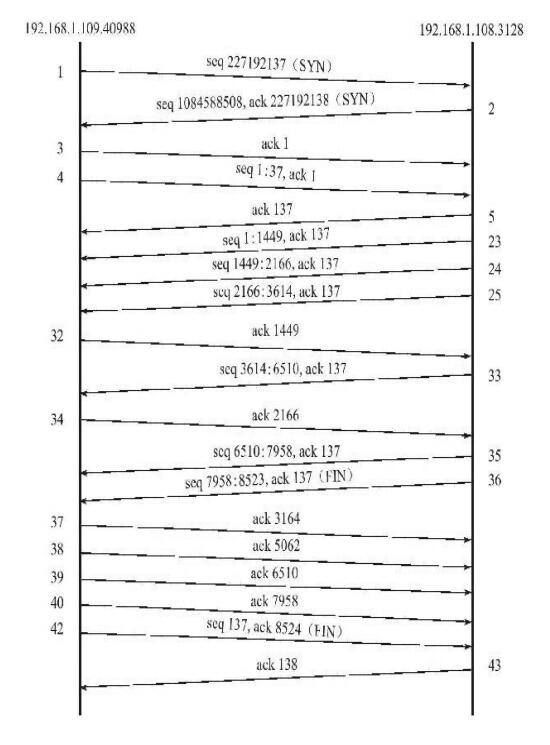 192.168.1.109.40988
192.168.1.108.3128
1
seq 227192137 (SYN)
seq 1084588508, ack 227192138 (SYN)
2
3
ack 1
4
seq 1:37, ack 1
ack 137
5
seq 1:1449, ack 137
23
seq 1449:2166, ack 137
24
seq 2166:3614, ack 137
25
32
ack 1449
seq 3614:6510, ack 137
33
34
ack 2166
seq 6510:7958, ack 137
35
seq 7958:8523, ack 137 (FIN)
36
37
ack 3164
38
ack 5062
39
ack 6510
40
ack 7958
42
seq 137, ack 8524 (FIN)
ack 138
43